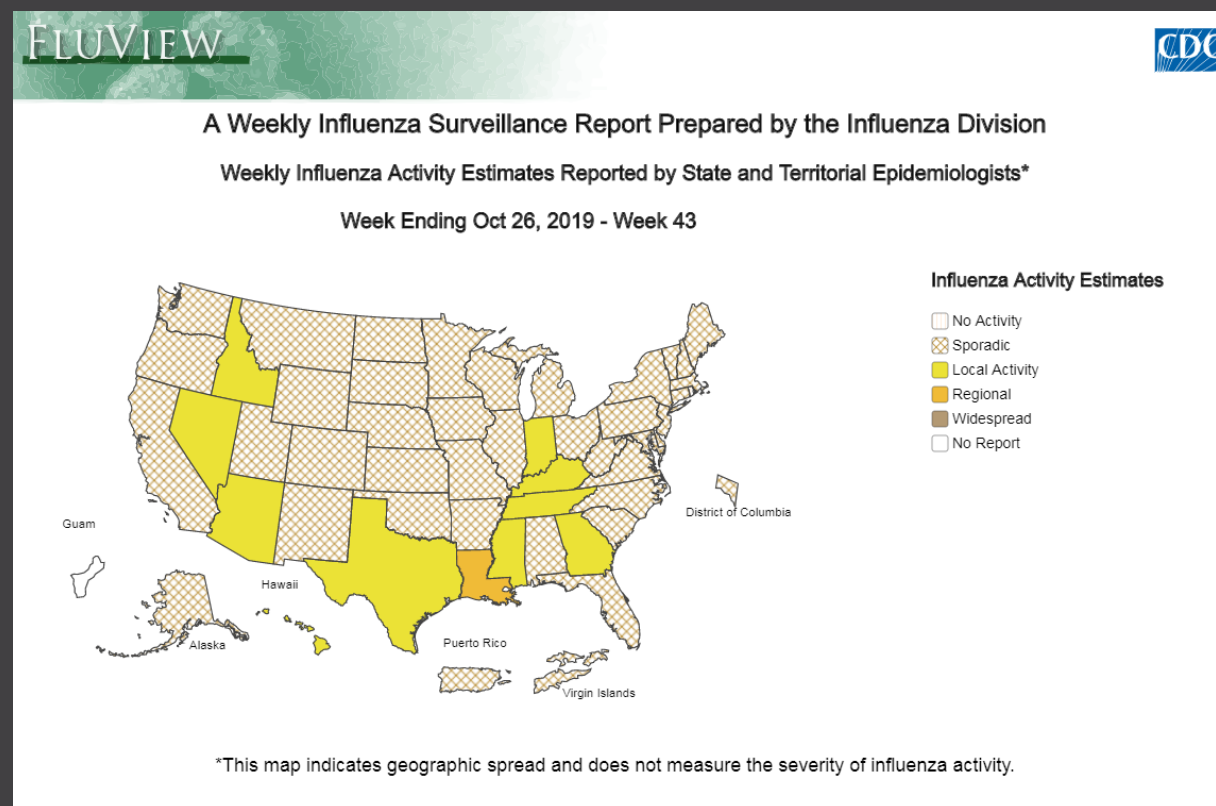 FLUVIEW
CDC
A Weekly Influenza Surveillance Report Prepared by the Influenza Division
Weekly Influenza Activity Estimates Reported by State and Territorial Epidemiologists*
Week Ending Oct 26, 2019 - Week 43
Influenza Activity Estimates
No Activity
Sporadic
Local Activity
Regional
Widespread
No Report
District of Columbia
Guam
Hawaii
Alaska
Puerto Rico
Virgin Islands
*This map indicates geographic spread and does not measure the severity of influenza activity.